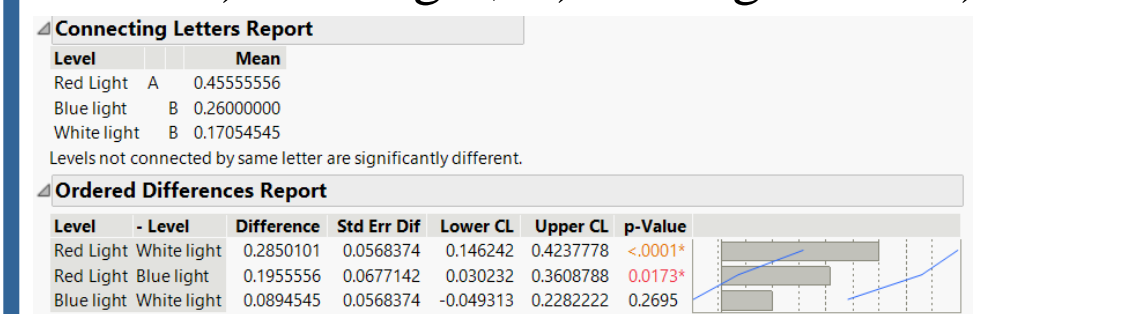 Connecting Letters Report
Level Mean
Red Light A 0.45555556
Blue light B 0.26000000
White light B 0.17054545
Levels not connected by same letter are significantly different.
Ordered Differences Report
Level - Level Difference Std Err Dif Lower CL Upper CL p-Value
Red Light White light 0.2850101 0.0568374 0.146242 0.4237778 <.0001*
Red Light Blue light 0.1955556 0.0677142 0.030232 0.3608788 0.0173*
Blue light White light 0.0894545 0.0568374 -0.049313 0.2282222 0.2695